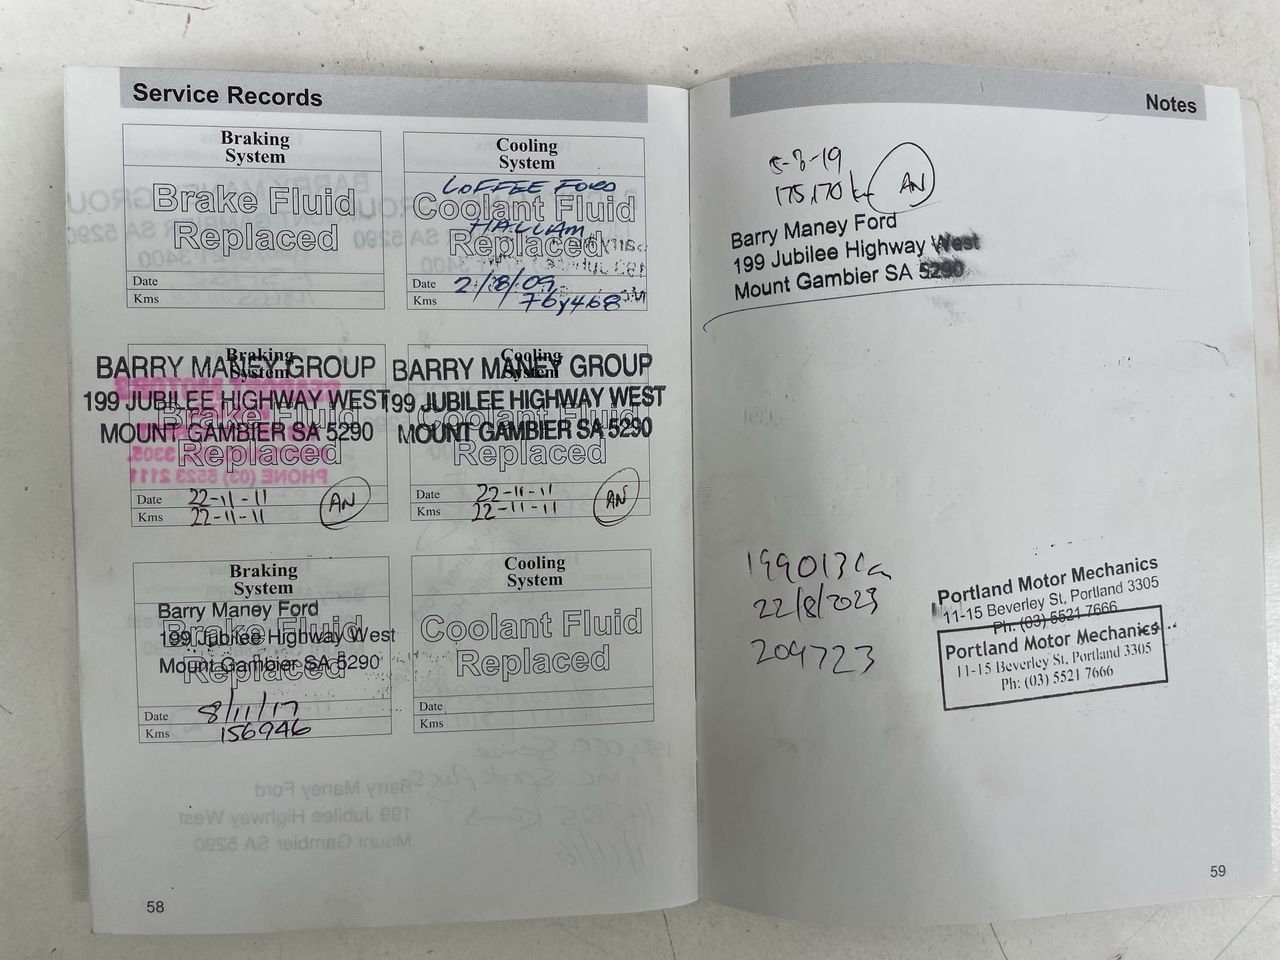 Service Records
Braking
System
Brake Fluid
Replaced
Date
Kms
Cooling
System
Coolant Fluid
Replaced
COFFEE FORD
HALLAM
Date 2/8/09
Kms 76,468
Braking
System
Brake Fluid
Replaced
BARRY MANEY GROUP
199 JUBILEE HIGHWAY WEST
MOUNT GAMBIER SA 5290
Date 22-11-11
Kms 22-11-11
AN
Cooling
System
Coolant Fluid
Replaced
BARRY MANEY GROUP
199 JUBILEE HIGHWAY WEST
MOUNT GAMBIER SA 5290
Date 22-11-11
Kms 22-11-11
AN
Braking
System
Brake Fluid
Replaced
Barry Maney Ford
199 Jubilee Highway West
Mount Gambier SA 5290
Date 8/11/17
Kms 156946
Cooling
System
Coolant Fluid
Replaced
Date
Kms
58
Notes
AN
Barry Maney Ford
199 Jubilee Highway West
Mount Gambier SA 5290
22/8/2023
204723
Portland Motor Mechanics
11-15 Beverley St, Portland 3305
Ph: (03) 5521 7666
Portland Motor Mechanics
11-15 Beverley St, Portland 3305
Ph: (03) 5521 7666
59